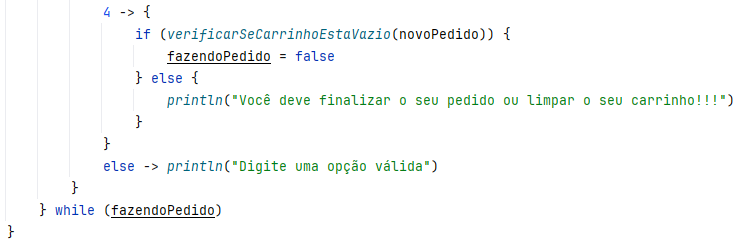 4 -> {
if (verificarSeCarrinhoEstaVazio(novoPedido)) {
fazendoPedido = false
} else {
println("Você deve finalizar o seu pedido ou limpar o seu carrinho!!!")
}
}
else -> println("Digite uma opção válida")
}
} while (fazendoPedido)
}